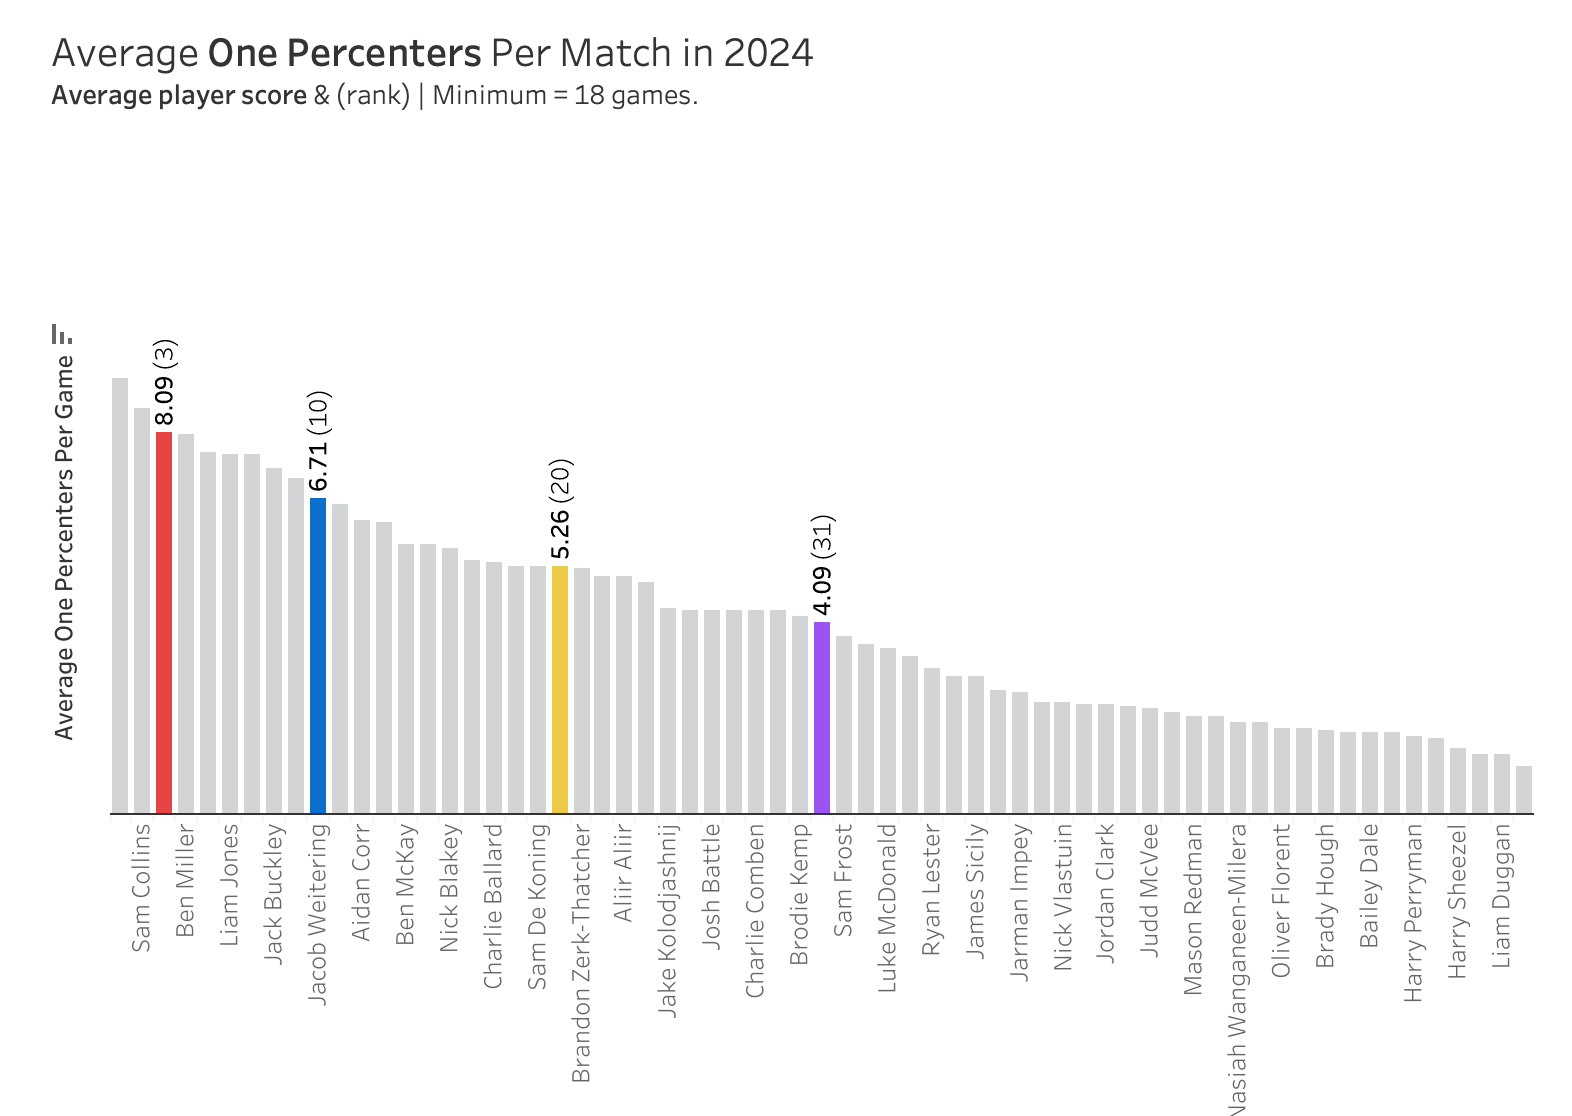 Average One Percenters Per Match in 2024
Average player score & (rank) | Minimum = 18 games.
Average One Percenters Per Game
8.09 (3)
6.71 (10)
5.26 (20)
4.09 (31)
Sam Collins
Ben Miller
Liam Jones
Jack Buckley
Jacob Weitering
Aidan Corr
Ben McKay
Nick Blakey
Charlie Ballard
Sam De Koning
Brandon Zerk-Thatcher
Aliir Aliir
Jake Kolodjashnij
Josh Battle
Charlie Comben
Brodie Kemp
Sam Frost
Luke McDonald
Ryan Lester
James Sicily
Jarman Impey
Nick Vlastuin
Jordan Clark
Judd McVee
Mason Redman
Nasiah Wanganeen-Milera
Oliver Florent
Brady Hough
Bailey Dale
Harry Perryman
Harry Sheezel
Liam Duggan